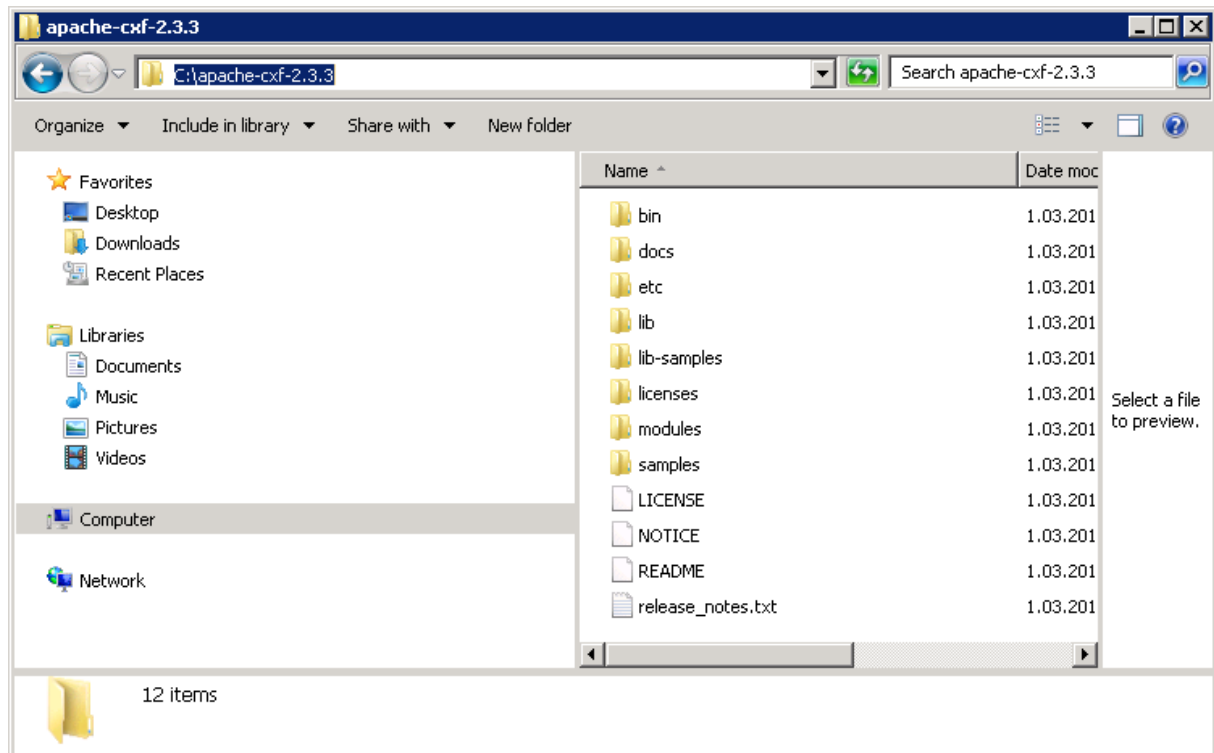 apache-cxf-2.3.3
C:\apache-cxf-2.3.3
Search apache-cxf-2.3.3
Organize Include in library Share with New folder
Favorites
Desktop
Downloads
Recent Places
Libraries
Documents
Music
Pictures
Videos
Computer
Network
Name Date moc
bin 1.03.201
docs 1.03.201
etc 1.03.201
lib 1.03.201
lib-samples 1.03.201
licenses 1.03.201
modules 1.03.201
samples 1.03.201
LICENSE 1.03.201
NOTICE 1.03.201
README 1.03.201
release_notes.txt 1.03.201
Select a file
to preview.
12 items